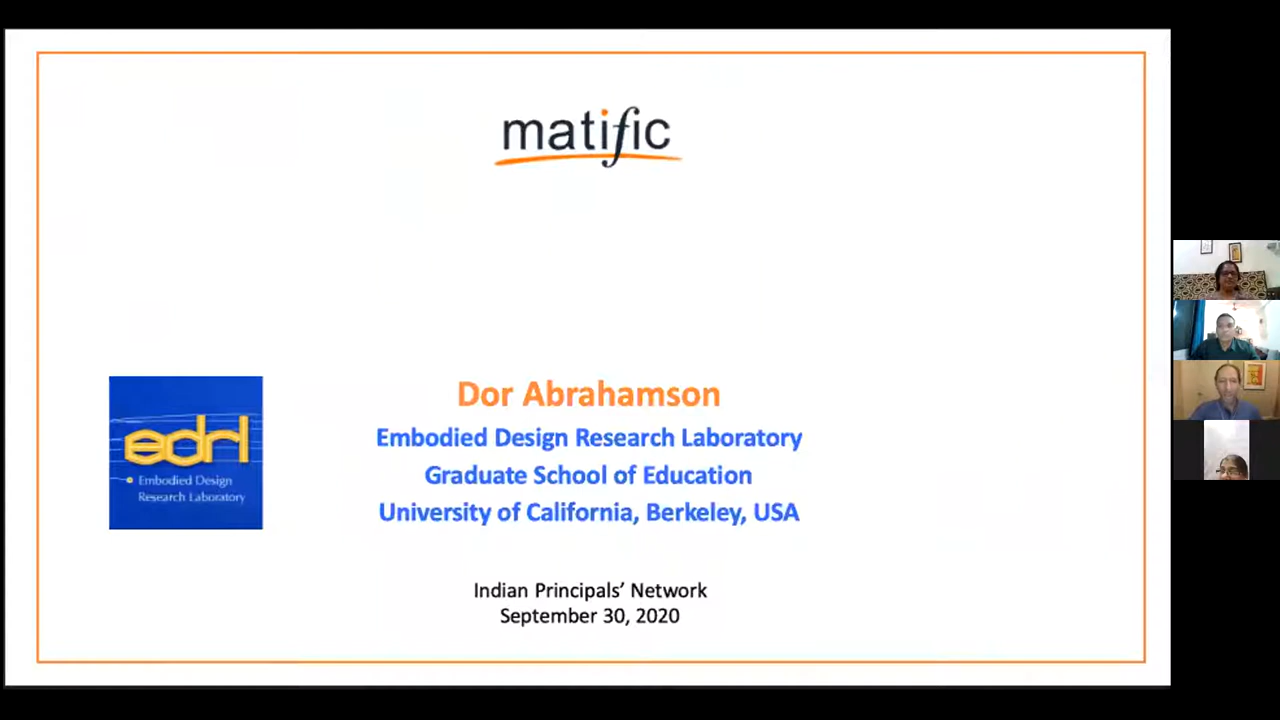 matific
Dor Abrahamson
Embodied Design Research Laboratory
Graduate School of Education
University of California, Berkeley, USA
edrl
Embodied Design
Research Laboratory
Indian Principals’ Network
September 30, 2020